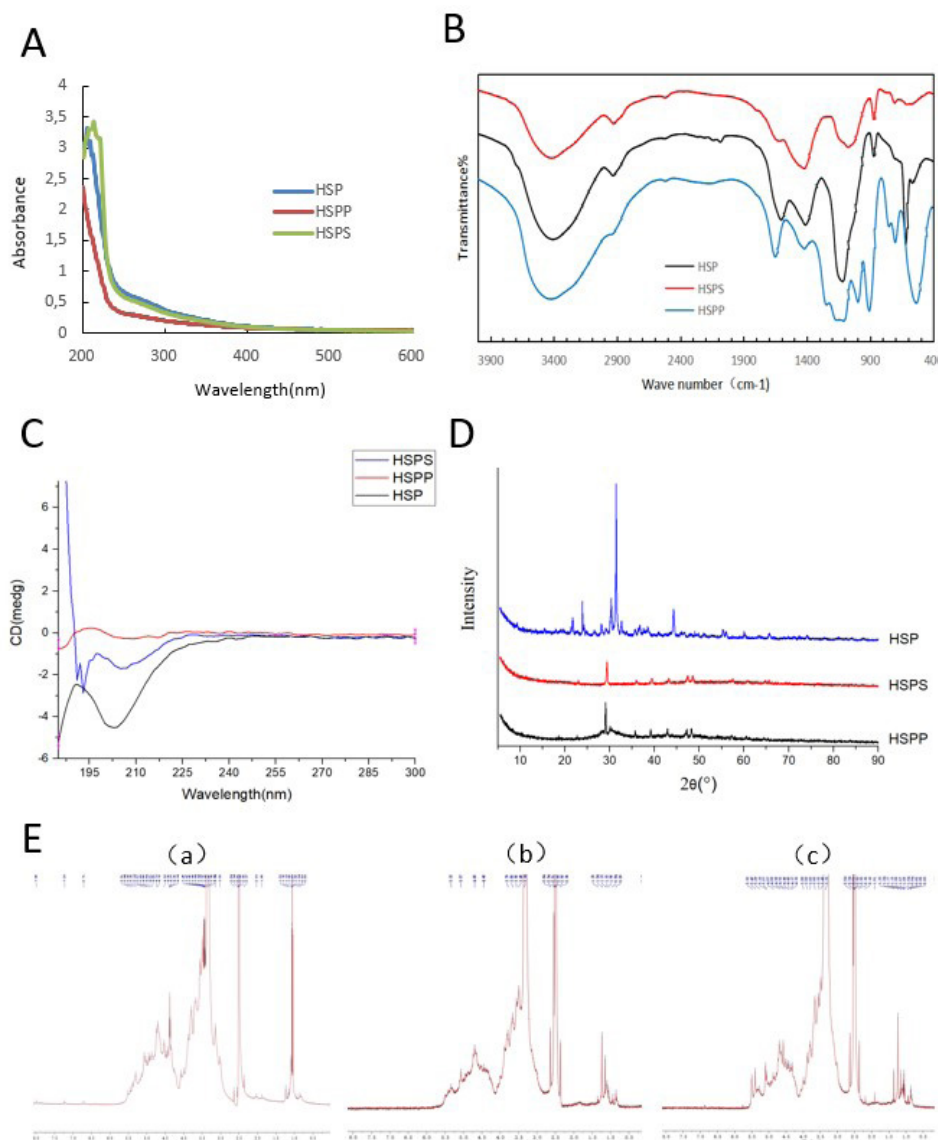 A
4
3,5
3
2,5
2
1,5
1
0,5
0
Absorbance
200 300 400 500 600
Wavelength(nm)
HSP
HSPP
HSPS
B
Transmittance%
HSP
HSPS
HSPP
3900 3400 2900 2400 1900 1400 900 400
Wave number（cm-1)
C
HSPS
HSPP
HSP
6
4
2
0
-2
-4
-6
CD(medg)
195 210 225 240 255 270 285 300
Wavelength(nm)
D
Intensity
HSP
HSPS
HSPP
10 20 30 40 50 60 70 80 90
2θ(°)
E
（a）
（b）
（c）